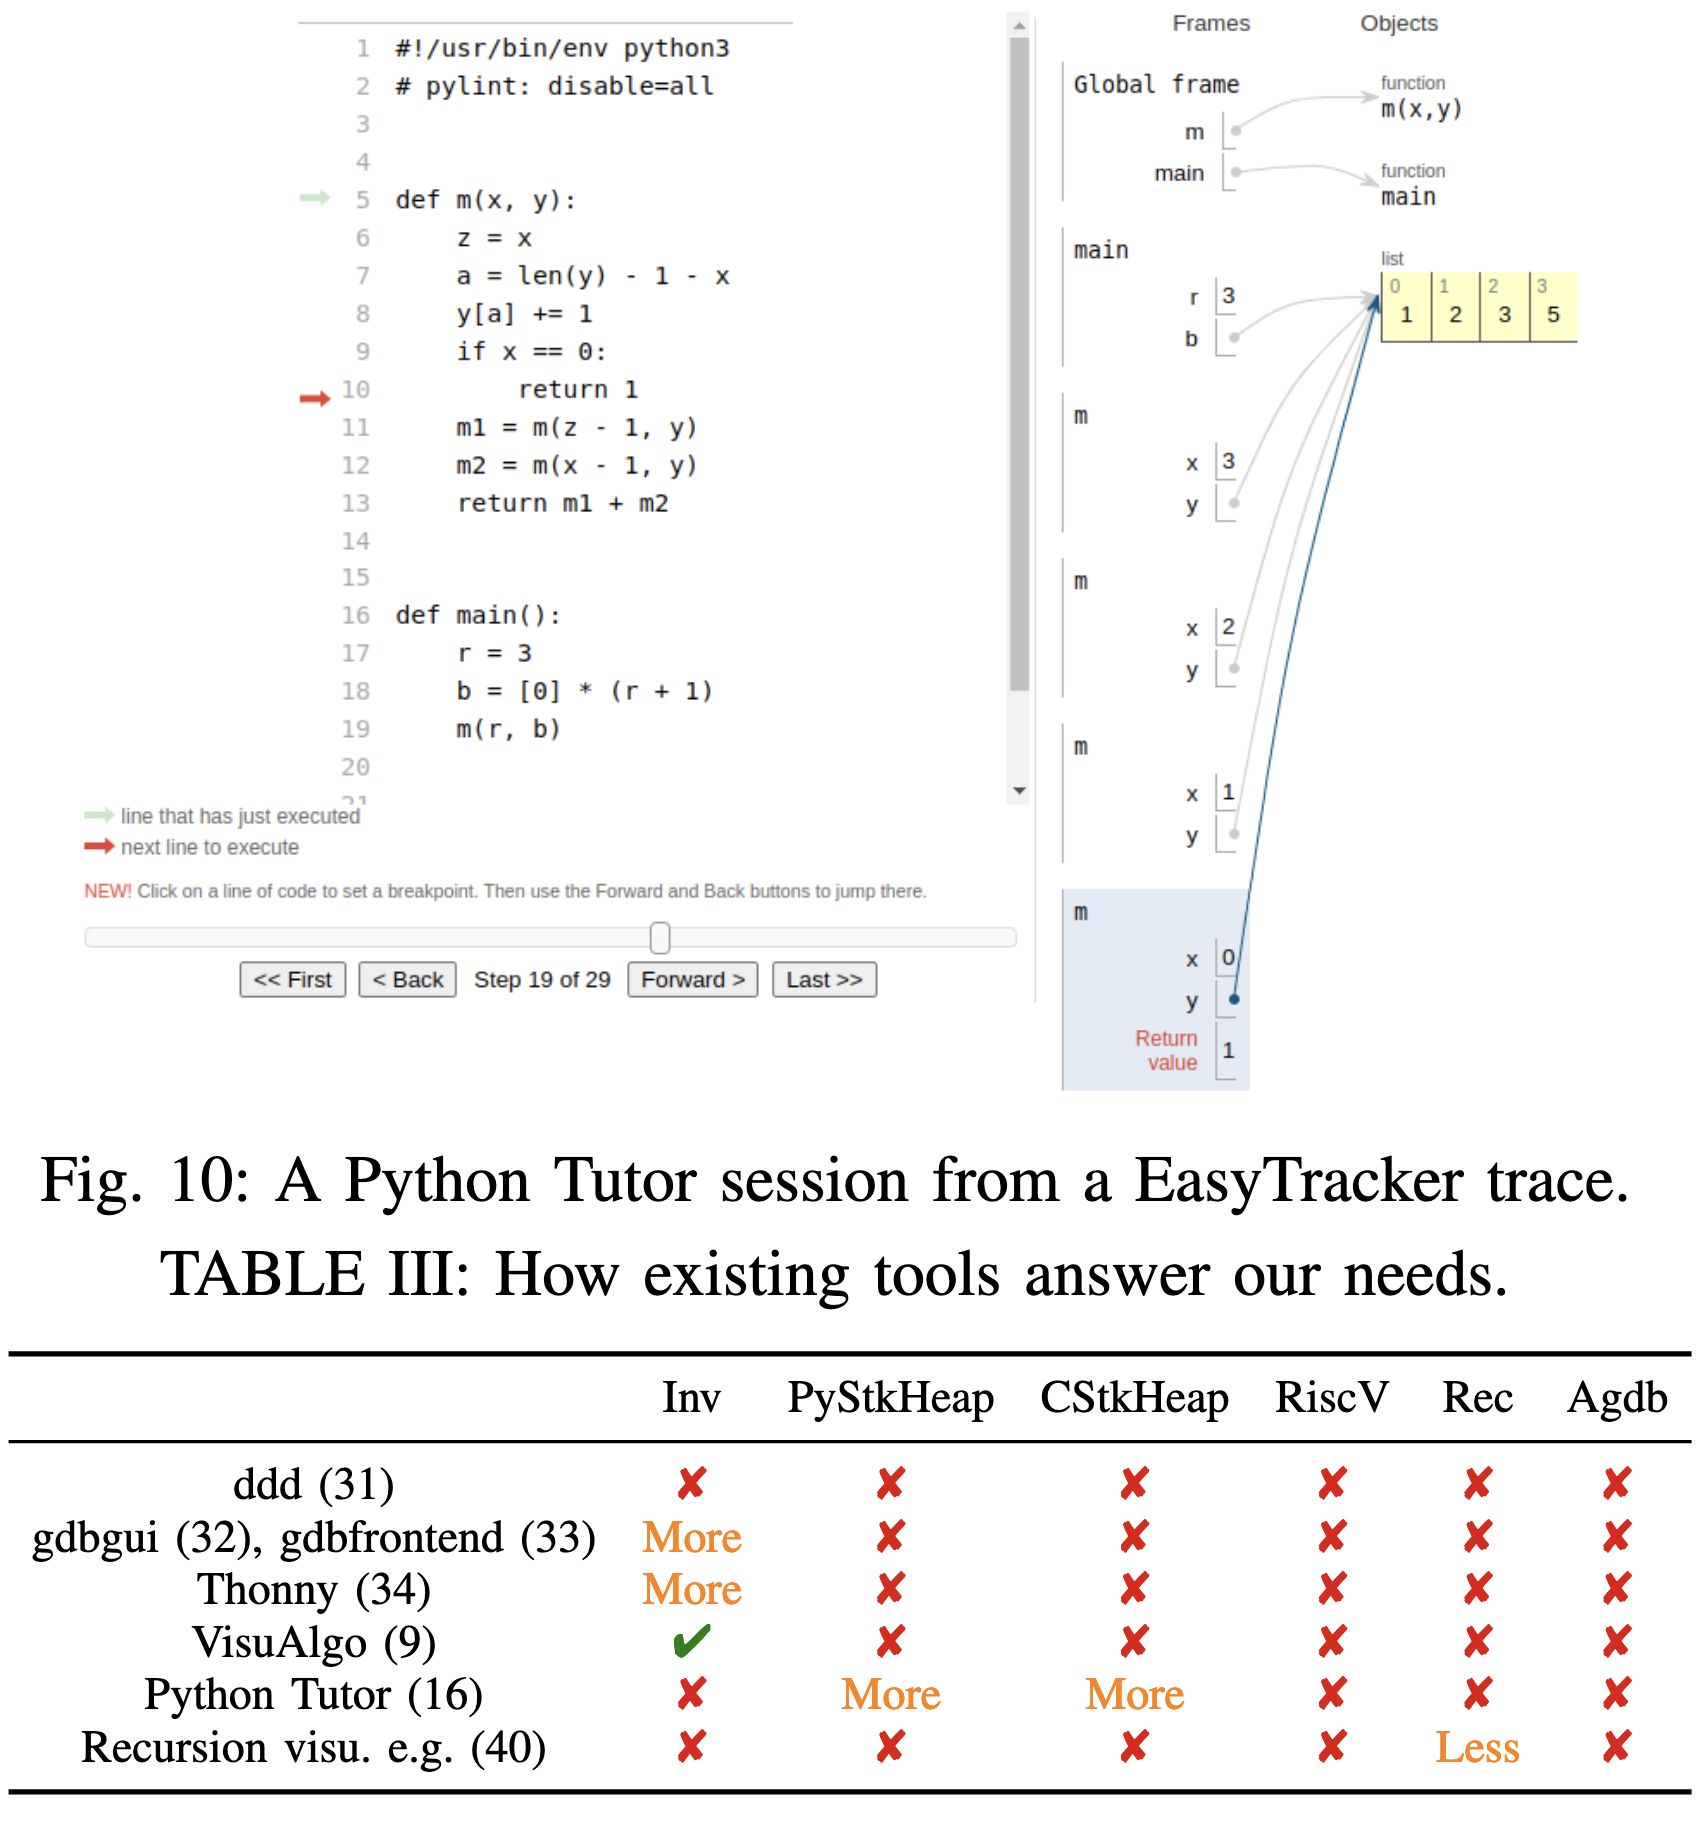 1 #!/usr/bin/env python3
2 # pylint: disable=all
3
4
5 def m(x, y):
6 z = x
7 a = len(y) - 1 - x
8 y[a] += 1
9 if x == 0:
10 return 1
11 m1 = m(z - 1, y)
12 m2 = m(x - 1, y)
13 return m1 + m2
14
15
16 def main():
17 r = 3
18 b = [0] * (r + 1)
19 m(r, b)
20
21
line that has just executed
next line to execute
NEW! Click on a line of code to set a breakpoint. Then use the Forward and Back buttons to jump there.
<< First < Back Step 19 of 29 Forward > Last >>
Frames Objects
Global frame
m
main
function
m(x,y)
function
main
main
r 3
b
list
0 1 2 3
1 2 3 5
m
x 3
y
m
x 2
y
m
x 1
y
m
x 0
y
Return
value 1
Fig. 10: A Python Tutor session from a EasyTracker trace.
TABLE III: How existing tools answer our needs.
Inv PyStkHeap CStkHeap RiscV Rec Agdb
ddd (31) ✘ ✘ ✘ ✘ ✘ ✘
gdbgui (32), gdbfrontend (33) More ✘ ✘ ✘ ✘ ✘
Thonny (34) More ✘ ✘ ✘ ✘ ✘
VisuAlgo (9) ✔ ✘ ✘ ✘ ✘ ✘
Python Tutor (16) ✘ More More ✘ ✘ ✘
Recursion visu. e.g. (40) ✘ ✘ ✘ ✘ Less ✘